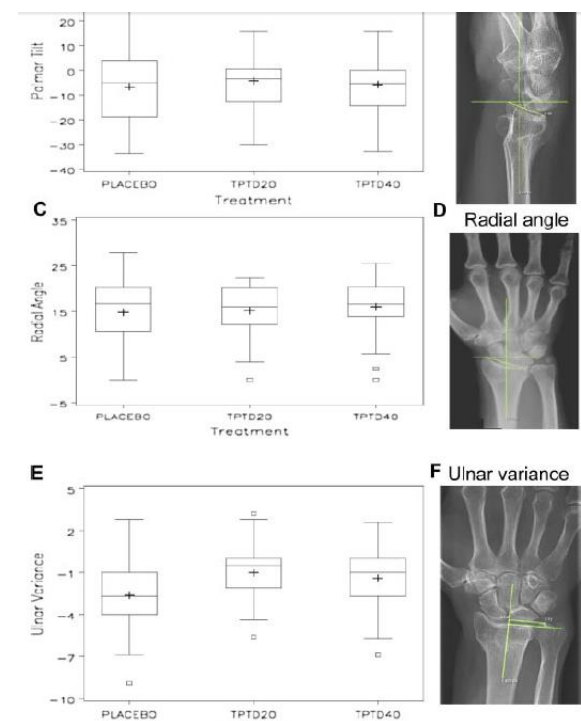 Palmar Tilt
20
10
0
-10
-20
-30
-40
PLACEBO TPTD20 TPTD40
Treatment
C
Radial Angle
35
25
15
5
-5
PLACEBO TPTD20 TPTD40
Treatment
D
Radial angle
E
Ulnar Variance
5
2
-1
-4
-7
-10
PLACEBO TPTD20 TPTD40
F Ulnar variance